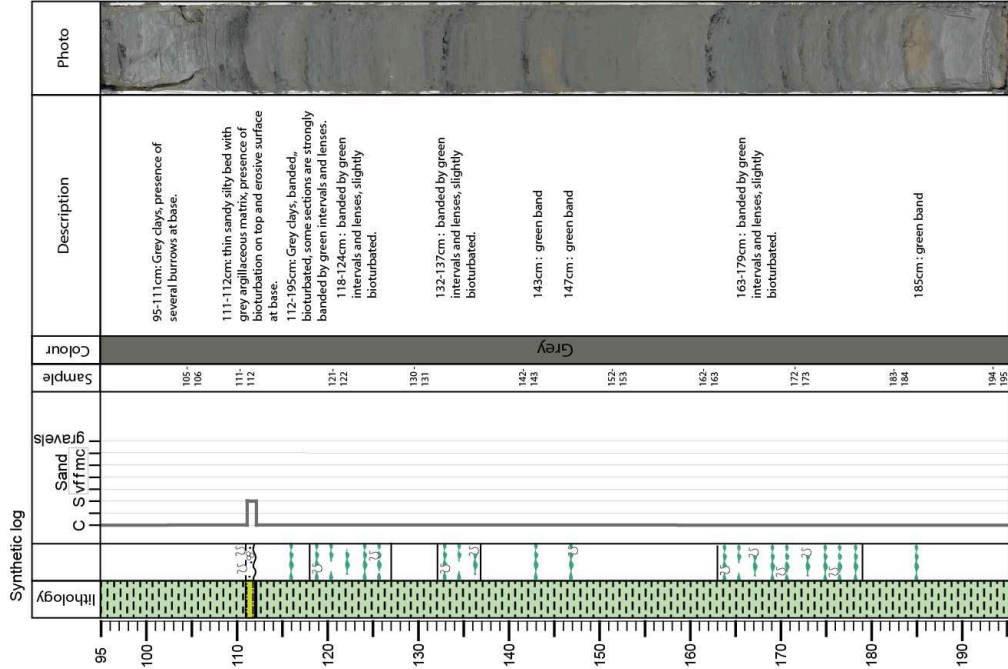 Synthetic log
lithology
C S vf f m c
Sand
gravels
Sample
Colour
Description
Photo
95
100
110
120
130
140
150
160
170
180
190
105-
106
111-
112
121-
122
130-
131
142-
143
152-
153
162-
163
172-
173
183-
184
194-
195
Grey
95-111cm: Grey clays, presence of
several burrows at base.
111-112cm: thin sandy silty bed with
grey argillaceous matrix, presence of
bioturbation on top and erosive surface
at base.
112-195cm: Grey clays, banded,,
bioturbated, some sections are strongly
banded by green intervals and lenses.
118-124cm : banded by green
intervals and lenses, slightly
bioturbated.
132-137cm : banded by green
intervals and lenses, slightly
bioturbated.
143cm : green band
147cm : green band
163-179cm : banded by green
intervals and lenses, slightly
bioturbated.
185cm : green band